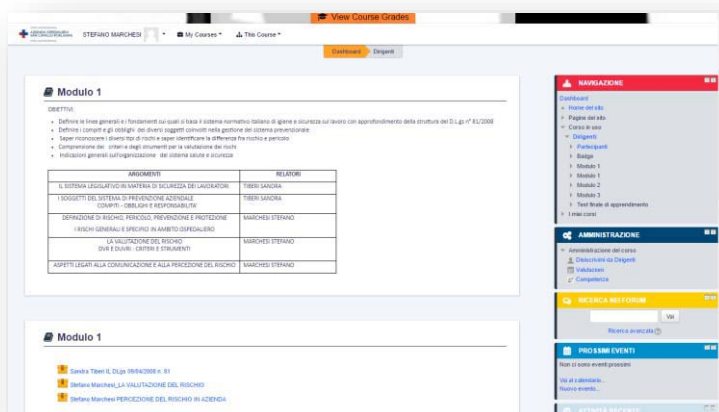 View Course Grades
STEFANO MARCHESI
My Courses
This Course
Dashboard
Dirigenti
Modulo 1
OBIETTIVI:
Definire le linee generali e i fondamenti sui quali si basa il sistema normativo italiano di igiene e sicurezza sul lavoro con approfondimento della struttura del D.Lgs n° 81/2008
Definire i compiti e gli obblighi dei diversi soggetti coinvolti nella gestione del sistema prevenzionale
Saper riconoscere i diversi tipi di rischi e saper identificare la differenza fra rischio e pericolo
Comprensione dei criteri e degli strumenti per la valutazione dei rischi
Indicazioni generali sull'organizzazione del sistema salute e sicurezza
ARGOMENTI RELATORI
IL SISTEMA LEGISLATIVO IN MATERIA DI SICUREZZA DEI LAVORATORI TIBERI SANDRA
I SOGGETTI DEL SISTEMA DI PREVENZIONE AZIENDALE TIBERI SANDRA
COMPITI - OBBLIGHI E RESPONSABILITA'
DEFINIZIONE DI RISCHIO, PERICOLO, PREVENZIONE E PROTEZIONE MARCHESI STEFANO
I RISCHI GENERALI E SPECIFICI IN AMBITO OSPEDALIERO
LA VALUTAZIONE DEL RISCHIO MARCHESI STEFANO
DVR E DUVRI - CRITERI E STRUMENTI
ASPETTI LEGATI ALLA COMUNICAZIONE E ALLA PERCEZIONE DEL RISCHIO MARCHESI STEFANO
Modulo 1
Sandra Tiberi IL DLgs 09/04/2008 n. 81
Stefano Marchesi_LA VALUTAZIONE DEL RISCHIO
Stefano Marchesi PERCEZIONE DEL RISCHIO IN AZIENDA
NAVIGAZIONE
Dashboard
Home del sito
Pagine del sito
Corso in uso
Dirigenti
Partecipanti
Badge
Modulo 1
Modulo 1
Modulo 2
Modulo 3
Test finale di apprendimento
I miei corsi
AMMINISTRAZIONE
Amministrazione del corso
Disiscrivimi da Dirigenti
Valutazioni
Competenze
RICERCA NEI FORUM
Vai
Ricerca avanzata
PROSSIMI EVENTI
Non ci sono eventi prossimi
Vai al calendario...
Nuovo evento...
ATTIVITÀ RECENTE